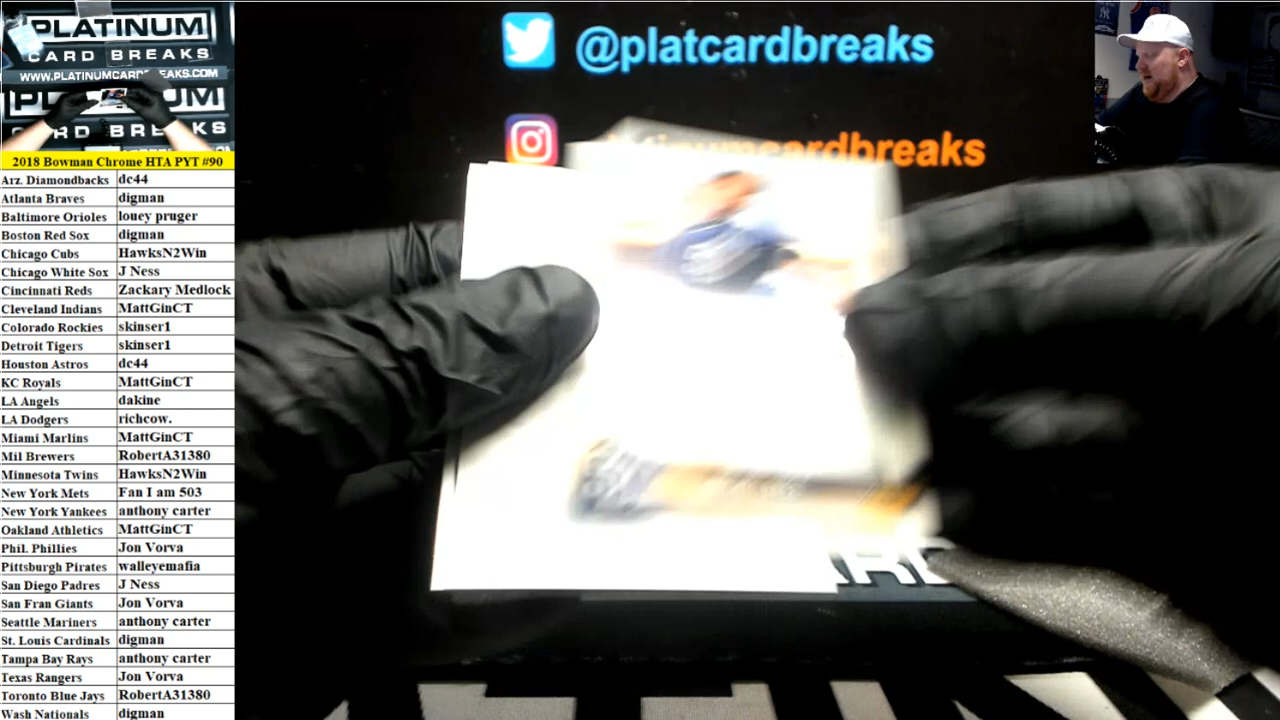 PLATINUM
CARD BREAKS
WWW.PLATINUMCARDBREAKS.COM
2018 Bowman Chrome HTA PYT #90
Arz. Diamondbacks dc44
Atlanta Braves digman
Baltimore Orioles louey pruger
Boston Red Sox digman
Chicago Cubs HawksN2Win
Chicago White Sox J Ness
Cincinnati Reds Zackary Medlock
Cleveland Indians MattGinCT
Colorado Rockies skinser1
Detroit Tigers skinser1
Houston Astros dc44
KC Royals MattGinCT
LA Angels dakine
LA Dodgers richcow.
Miami Marlins MattGinCT
Mil Brewers RobertA31380
Minnesota Twins HawksN2Win
New York Mets Fan I am 503
New York Yankees anthony carter
Oakland Athletics MattGinCT
Phil. Phillies Jon Vorva
Pittsburgh Pirates walleyemafia
San Diego Padres J Ness
San Fran Giants Jon Vorva
Seattle Mariners anthony carter
St. Louis Cardinals digman
Tampa Bay Rays anthony carter
Texas Rangers Jon Vorva
Toronto Blue Jays RobertA31380
Wash Nationals digman
@platcardbreaks